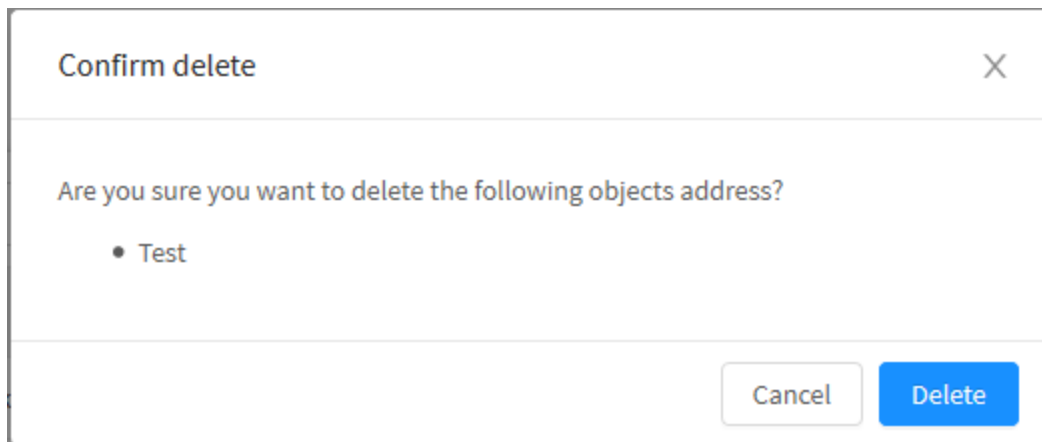 Confirm delete
Are you sure you want to delete the following objects address?
Test
Cancel
Delete